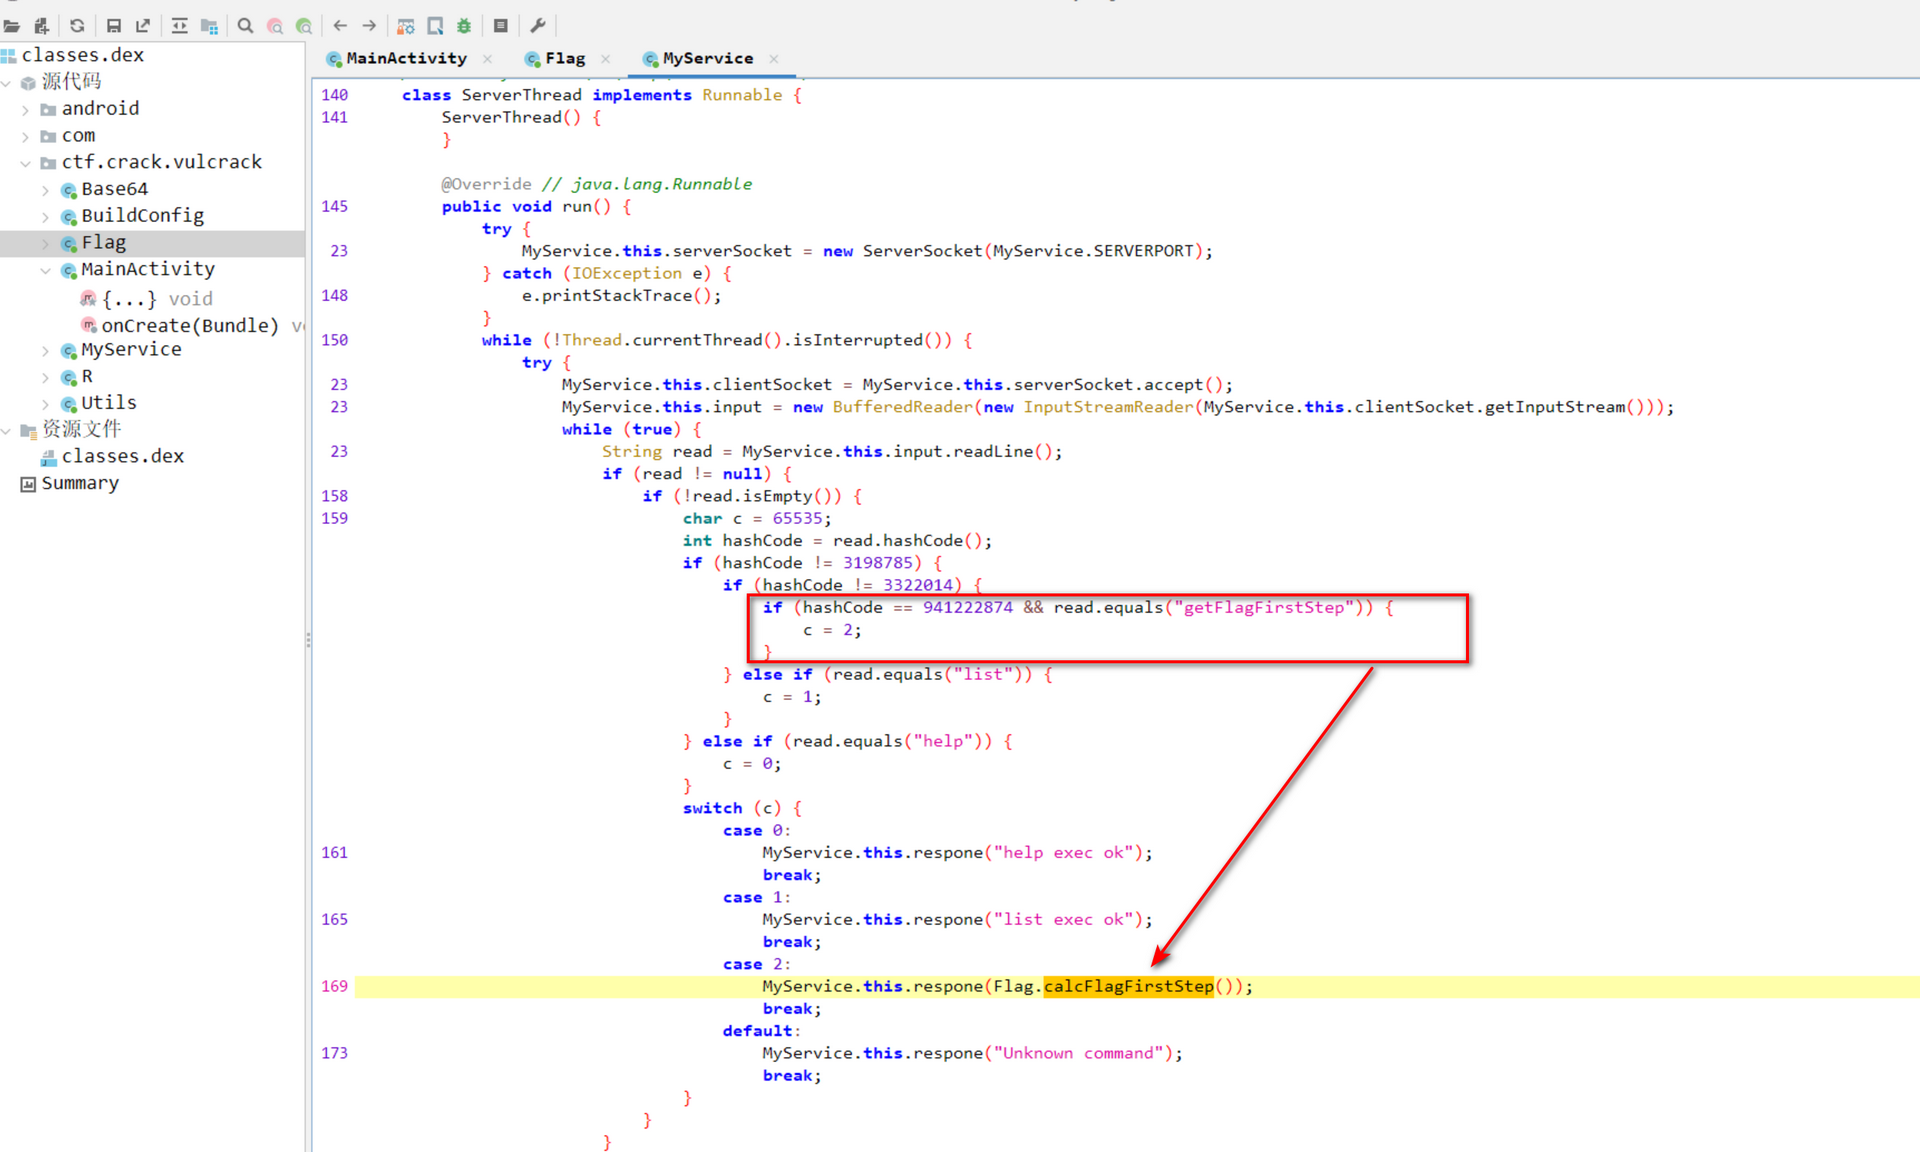 classes.dex
源代码
android
com
ctf.crack.vulcrack
Base64
BuildConfig
Flag
MainActivity
{...} void
onCreate(Bundle)
MyService
R
Utils
资源文件
classes.dex
Summary
MainActivity × Flag × MyService ×
140 class ServerThread implements Runnable {
141 ServerThread() {
}
@Override // java.lang.Runnable
145 public void run() {
try {
23 MyService.this.serverSocket = new ServerSocket(MyService.SERVERPORT);
} catch (IOException e) {
148 e.printStackTrace();
}
150 while (!Thread.currentThread().isInterrupted()) {
try {
23 MyService.this.clientSocket = MyService.this.serverSocket.accept();
23 MyService.this.input = new BufferedReader(new InputStreamReader(MyService.this.clientSocket.getInputStream()));
while (true) {
23 String read = MyService.this.input.readLine();
if (read != null) {
158 if (!read.isEmpty()) {
159 char c = 65535;
int hashCode = read.hashCode();
if (hashCode != 3198785) {
if (hashCode != 3322014) {
if (hashCode == 941222874 && read.equals("getFlagFirstStep")) {
c = 2;
}
} else if (read.equals("list")) {
c = 1;
}
} else if (read.equals("help")) {
c = 0;
}
switch (c) {
case 0:
161 MyService.this.respone("help exec ok");
break;
case 1:
165 MyService.this.respone("list exec ok");
break;
case 2:
169 MyService.this.respone(Flag.calcFlagFirstStep());
break;
default:
173 MyService.this.respone("Unknown command");
break;
}
}
}